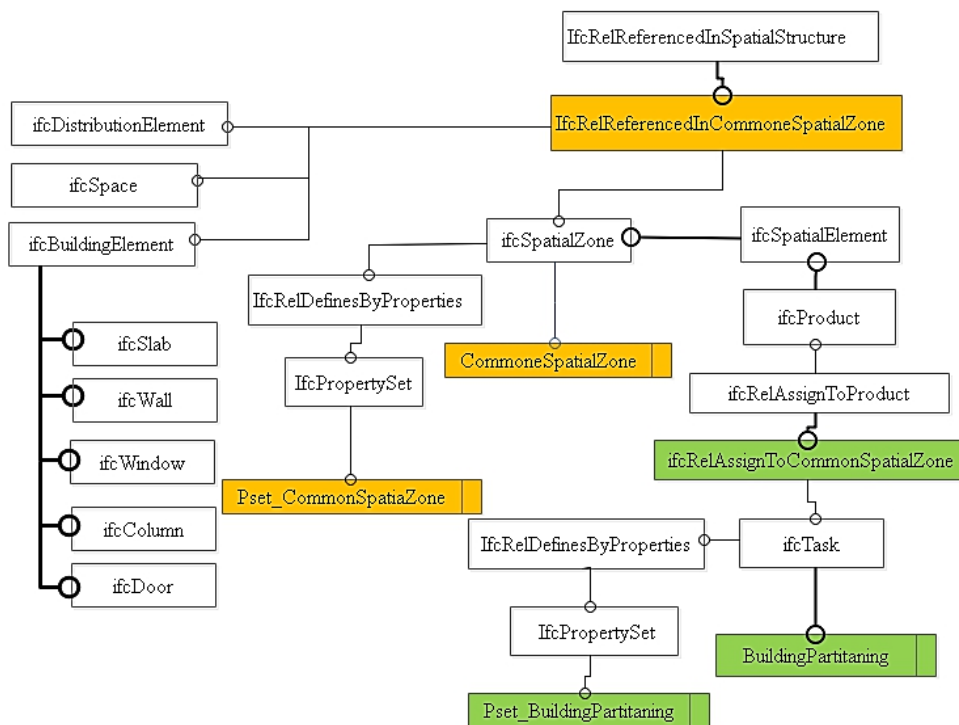 IfcRelReferencedInSpatialStructure
IfcRelReferencedInCommoneSpatialZone
ifcDistributionElement
ifcSpace
ifcBuildingElement
ifcSpatialZone
ifcSpatialElement
IfcRelDefinesByProperties
ifcProduct
ifcSlab
CommoneSpatialZone
IfcPropertySet
ifcRelAssignToProduct
ifcWall
ifcWindow
ifcRelAssignToCommonSpatialZone
Pset_CommonSpatiaZone
ifcColumn
IfcRelDefinesByProperties
ifcTask
ifcDoor
IfcPropertySet
BuildingPartitaning
Pset_BuildingPartitaning